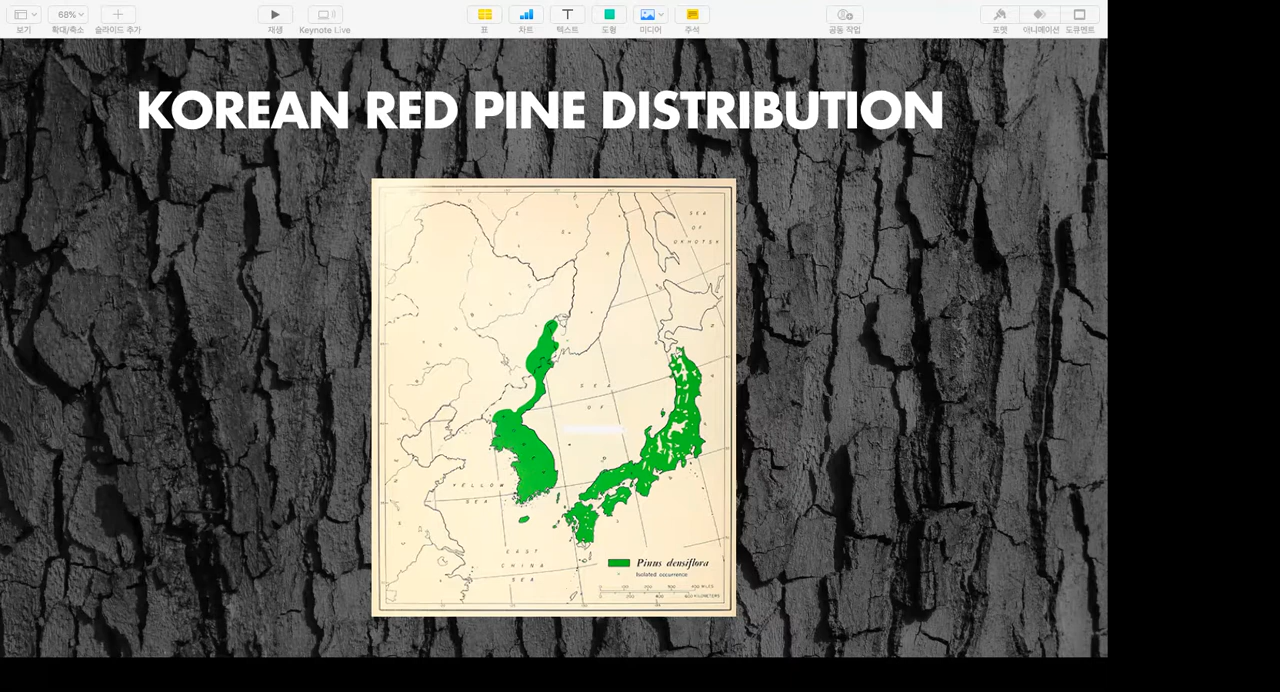 68%
보기
확대/축소
슬라이드 추가
재생
Keynote Live
표
차트
텍스트
도형
미디어
주석
공동 작업
포맷
애니메이션
도큐멘트
KOREAN RED PINE DISTRIBUTION
SEA
OF
OKHOTSK
SEA
OF
YELLOW
SEA
EAST
CHINA
SEA
Pinus densiflora
Isolated occurrence
400 MILES
600 KILOMETERS